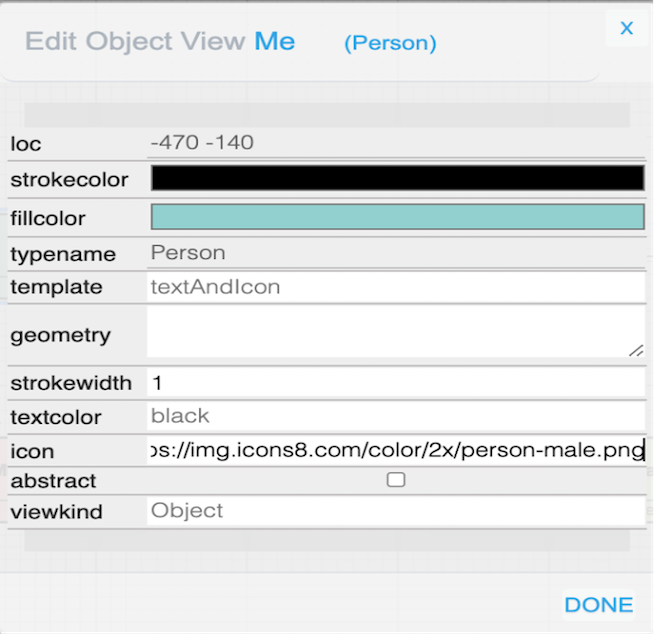 Edit Object View Me (Person) X
loc -470 -140
strokecolor
fillcolor
typename Person
template textAndIcon
geometry
strokewidth 1
textcolor black
icon ps://img.icons8.com/color/2x/person-male.png
abstract
viewkind Object
DONE